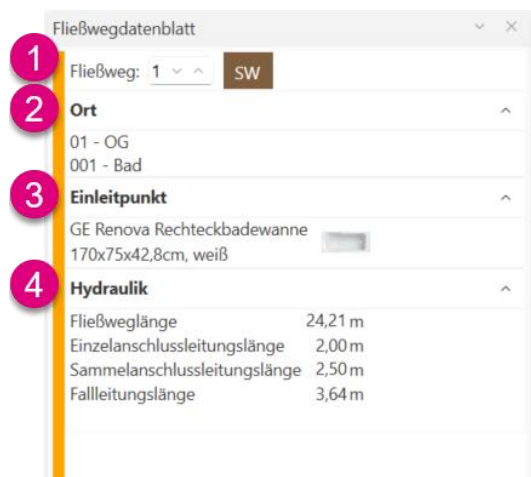 Fließwegdatenblatt
1
Fließweg: 1 SW
2
Ort
01 - OG
001 - Bad
3
Einleitpunkt
GE Renova Rechteckbadewanne
170x75x42,8cm, weiß
4
Hydraulik
Fließweglänge 24,21 m
Einzelanschlussleitungslänge 2,00 m
Sammelanschlussleitungslänge 2,50 m
Fallleitungslänge 3,64 m